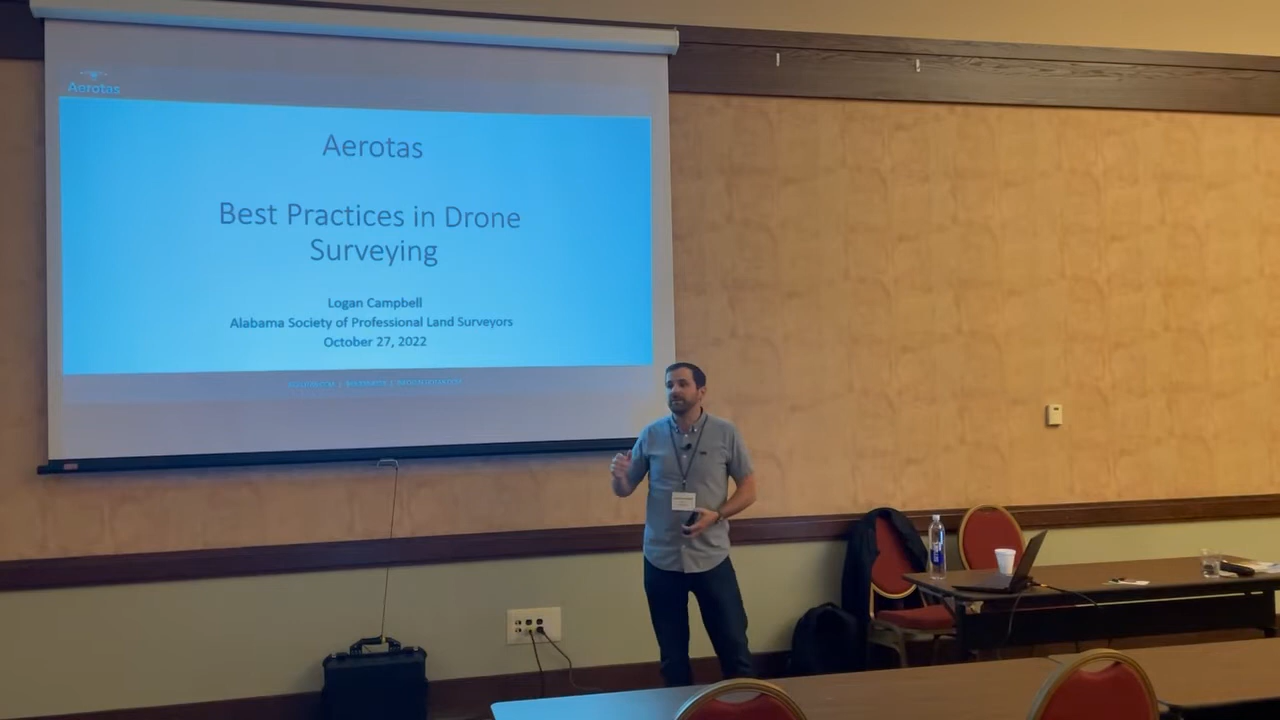 Aerotas
Aerotas
Best Practices in Drone
Surveying
Logan Campbell
Alabama Society of Professional Land Surveyors
October 27, 2022